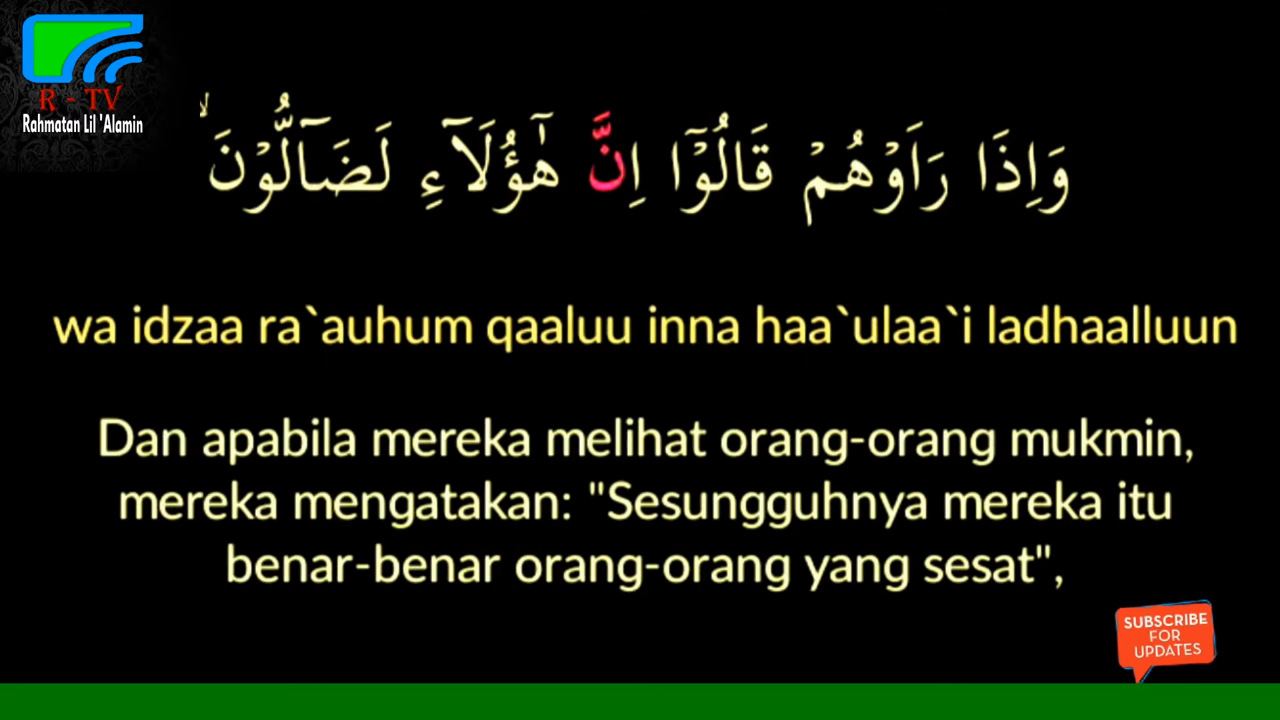 R - TV
Rahmatan Lil 'Alamin
وَاِذَا رَاَوْهُمْ قَالُوْٓا اِنَّ هٰٓؤُلَاۤءِ لَضَاۤلُّوْنَۙ
wa idzaa ra`auhum qaaluu inna haa`ulaa`i ladhaalluun
Dan apabila mereka melihat orang-orang mukmin,
mereka mengatakan: "Sesungguhnya mereka itu
benar-benar orang-orang yang sesat",
SUBSCRIBE
FOR
UPDATES